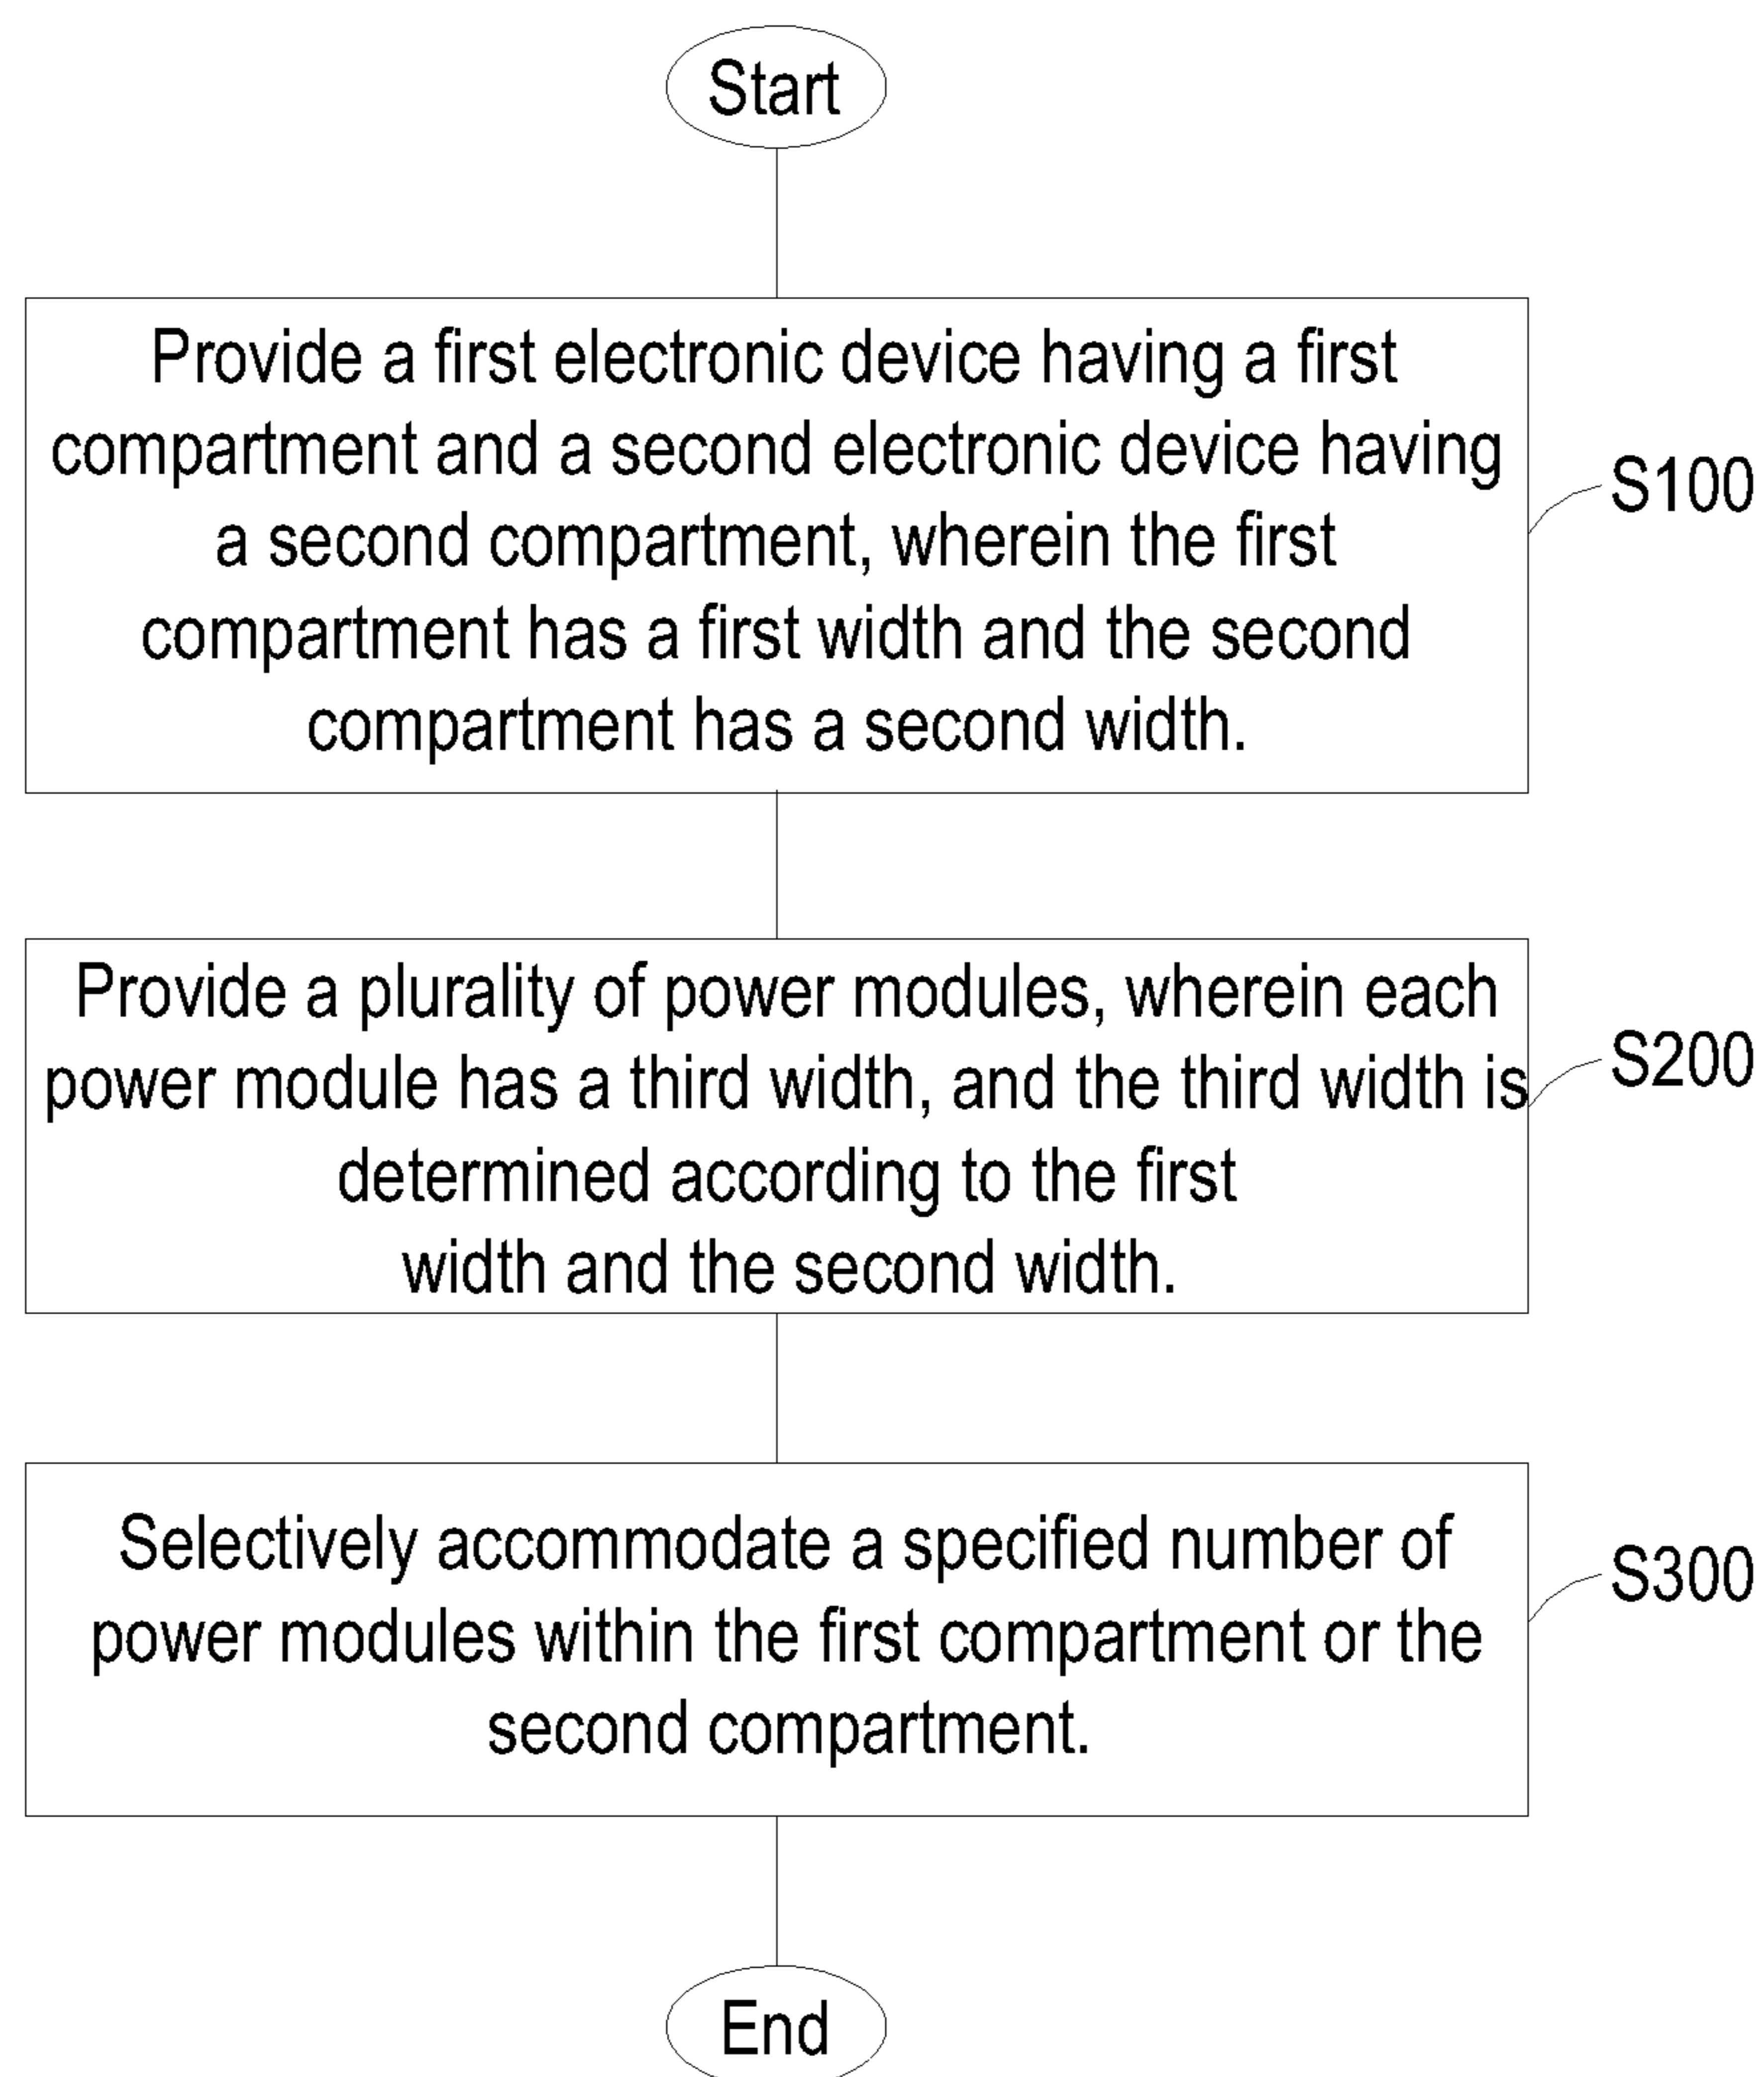 Start
Provide a first electronic device having a first
compartment and a second electronic device having
a second compartment, wherein the first
compartment has a first width and the second
compartment has a second width.
S100
Provide a plurality of power modules, wherein each
power module has a third width, and the third width is
determined according to the first
width and the second width.
S200
Selectively accommodate a specified number of
power modules within the first compartment or the
second compartment.
S300
End